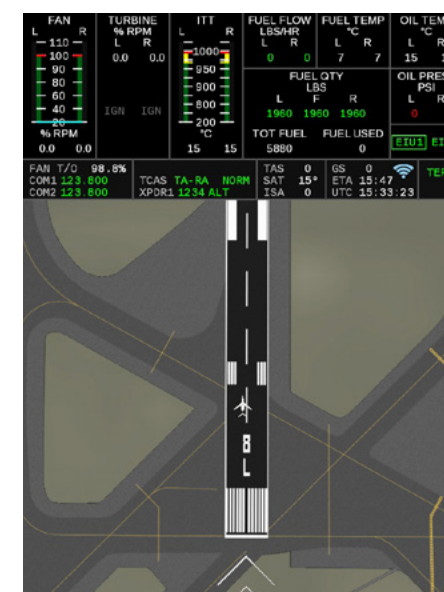 FAN TURBINE ITT FUEL FLOW FUEL TEMP OIL TEM
% RPM LBS/HR °C °C
L R L R L R L R L R L
110 0.0 0.0 1000 0 0 7 7 15 1
100
90 950
80 900
60 IGN IGN 800
40
20 200
% RPM °C
0.0 0.0 15 15
FUEL QTY OIL PRES
LBS PSI
L F R L
1960 1960 1960 0
TOT FUEL FUEL USED
5880 0 EIU1 EI
FAN T/O 98.8% TAS 0 GS 0 TER
COM1 123.800 TCAS TA-RA NORM SAT 15° ETA 15:47
COM2 123.800 XPDR1 1234 ALT ISA 0 UTC 15:33:23
8
L